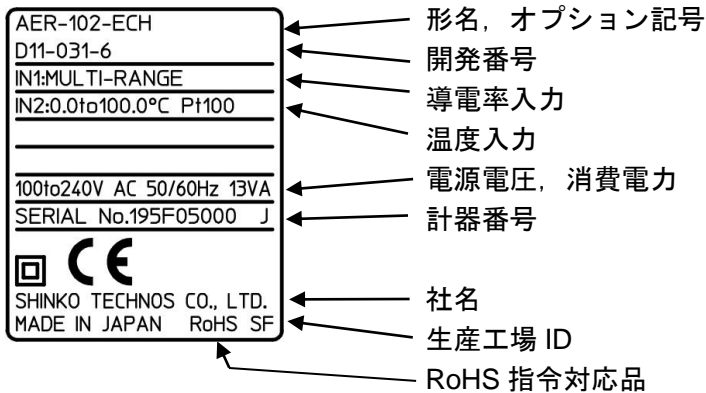 AER-102-ECH
D11-031-6
IN1:MULTI-RANGE
IN2:0.0to100.0°C Pt100
100to240V AC 50/60Hz 13VA
SERIAL No.195F05000 J
CE
SHINKO TECHNOS CO., LTD.
MADE IN JAPAN RoHS SF
形名，オプション記号
開発番号
導電率入力
温度入力
電源電圧，消費電力
計器番号
社名
生産工場 ID
RoHS 指令対応品